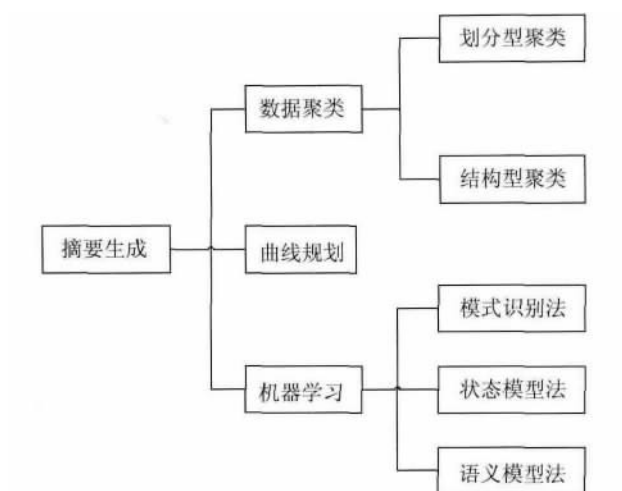 划分型聚类
数据聚类
结构型聚类
摘要生成
曲线规划
模式识别法
机器学习
状态模型法
语义模型法